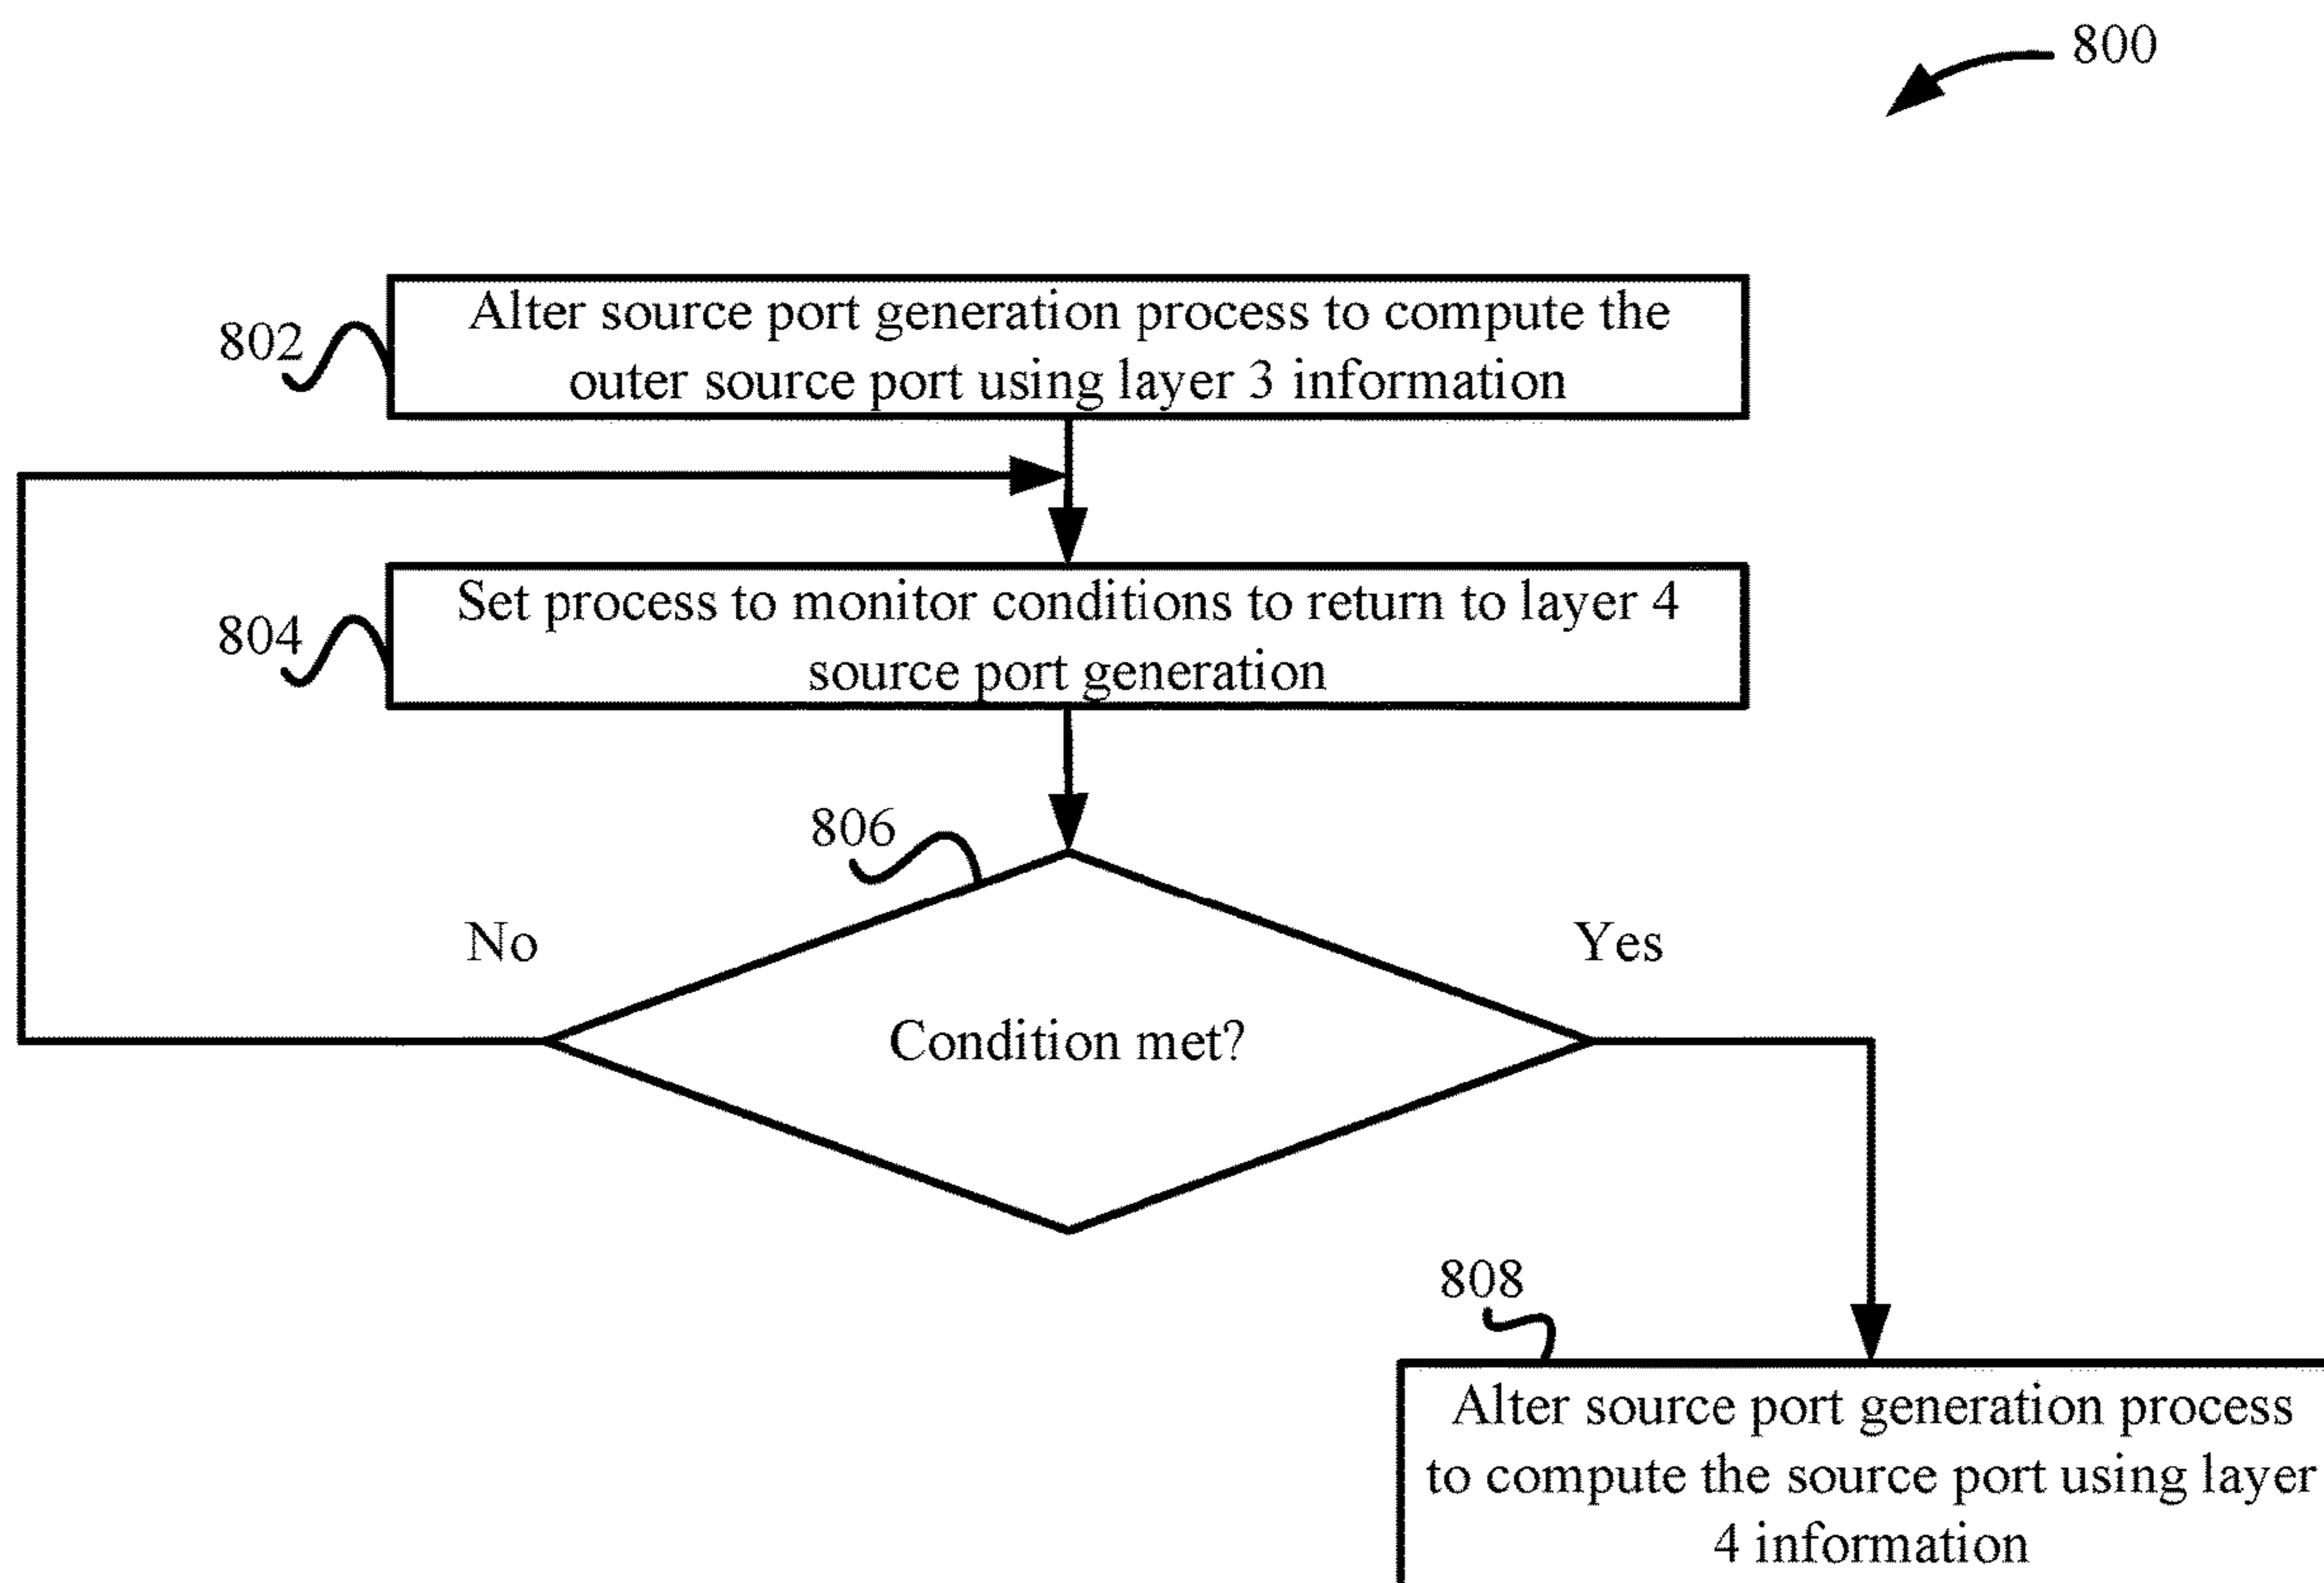 800
802
Alter source port generation process to compute the
outer source port using layer 3 information
804
Set process to monitor conditions to return to layer 4
source port generation
806
No
Yes
Condition met?
808
Alter source port generation process
to compute the source port using layer
4 information